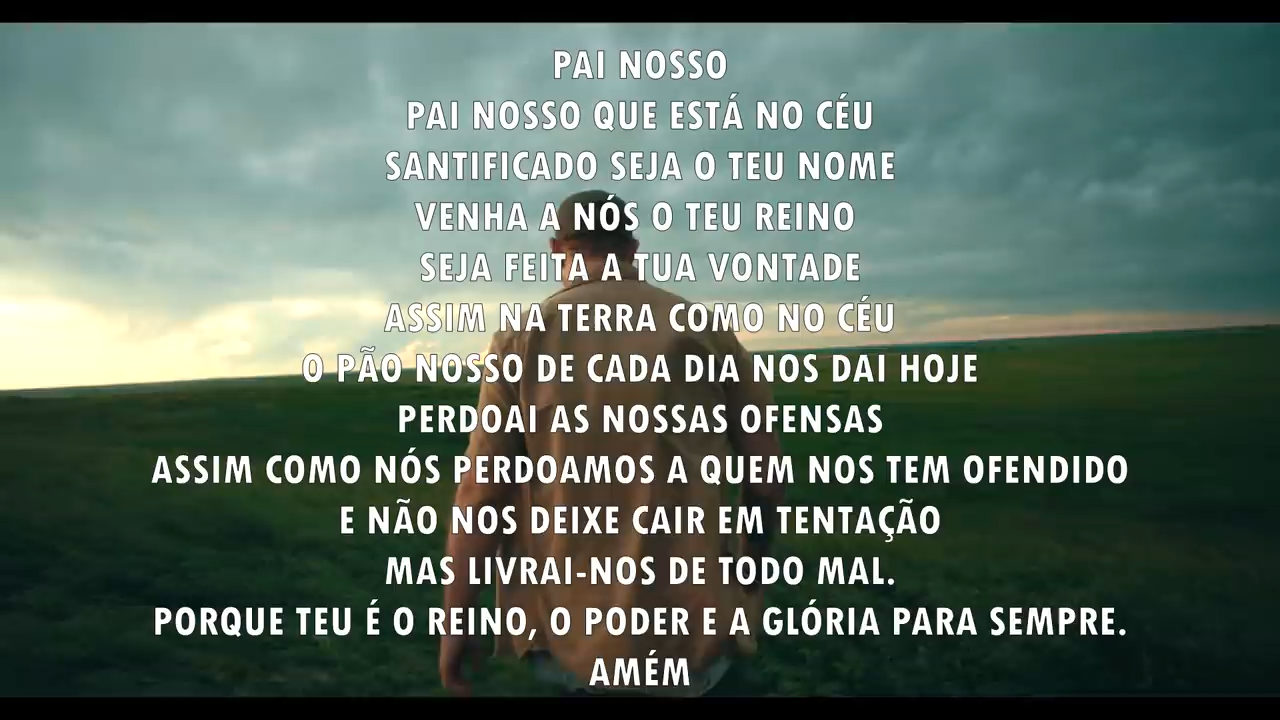 PAI NOSSO
PAI NOSSO QUE ESTÁ NO CÉU
SANTIFICADO SEJA O TEU NOME
VENHA A NÓS O TEU REINO
SEJA FEITA A TUA VONTADE
ASSIM NA TERRA COMO NO CÉU
O PÃO NOSSO DE CADA DIA NOS DAI HOJE
PERDOAI AS NOSSAS OFENSAS
ASSIM COMO NÓS PERDOAMOS A QUEM NOS TEM OFENDIDO
E NÃO NOS DEIXE CAIR EM TENTAÇÃO
MAS LIVRAI-NOS DE TODO MAL.
PORQUE TEU É O REINO, O PODER E A GLÓRIA PARA SEMPRE.
AMÉM